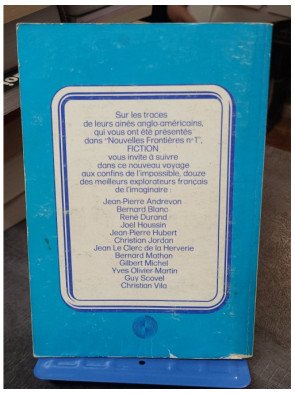 Sur les traces
de leurs aînés anglo-américains,
qui vous ont été présentés
dans "Nouvelles Frontières n° 1",
FICTION
vous invite à suivre
dans ce nouveau voyage
aux confins de l'impossible, douze
des meilleurs explorateurs français
de l'imaginaire :
Jean-Pierre Andrevon
Bernard Blanc
René Durand
Joël Houssin
Jean-Pierre Hubert
Christian Jordan
Jean Le Clerc de la Herverie
Bernard Mathon
Gilbert Michel
Yves Olivier-Martin
Guy Scovel
Christian Vila